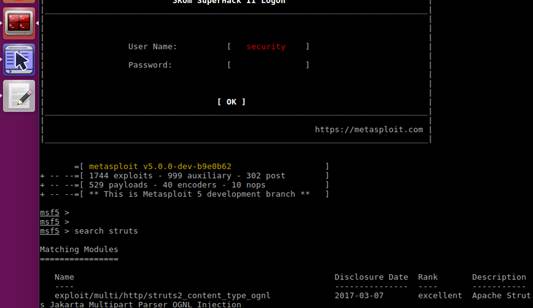 3Kom SuperHack II Logon
User Name: [ security ]
Password: [ ]
[ OK ]
https://metasploit.com
=[ metasploit v5.0.0-dev-b9e0b62 ]
+ -- --=[ 1744 exploits - 999 auxiliary - 302 post ]
+ -- --=[ 529 payloads - 40 encoders - 10 nops ]
+ -- --=[ ** This is Metasploit 5 development branch ** ]
msf5 >
msf5 >
msf5 > search struts
Matching Modules
================
Name Disclosure Date Rank Description
---- --------------- ---- -----------
exploit/multi/http/struts2_content_type_ognl 2017-03-07 excellent Apache Strut
s Jakarta Multipart Parser OGNL Injection